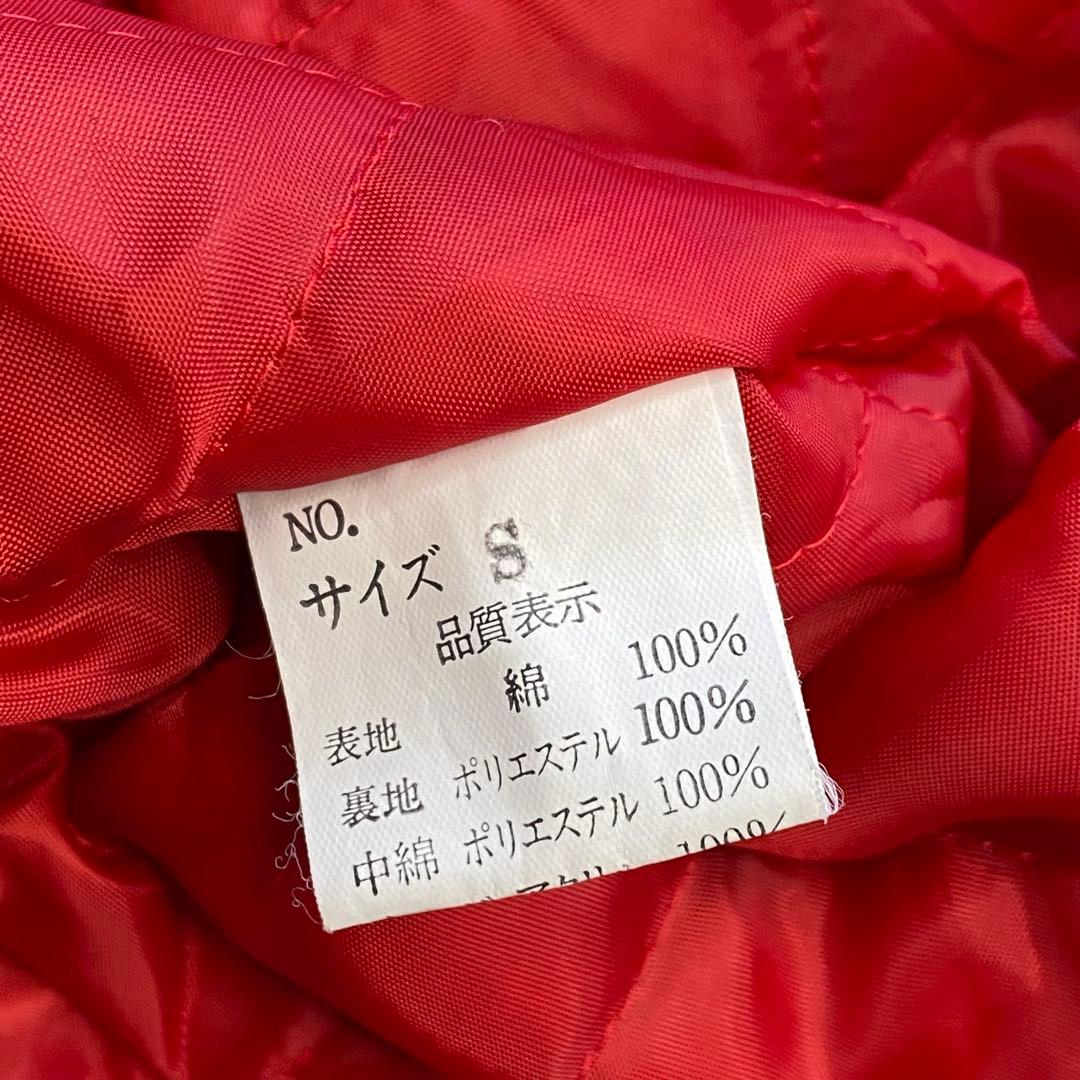 NO.
サイズ S
品質表示
表地 綿 100%
裏地 ポリエステル 100%
中綿 ポリエステル 100%
100%